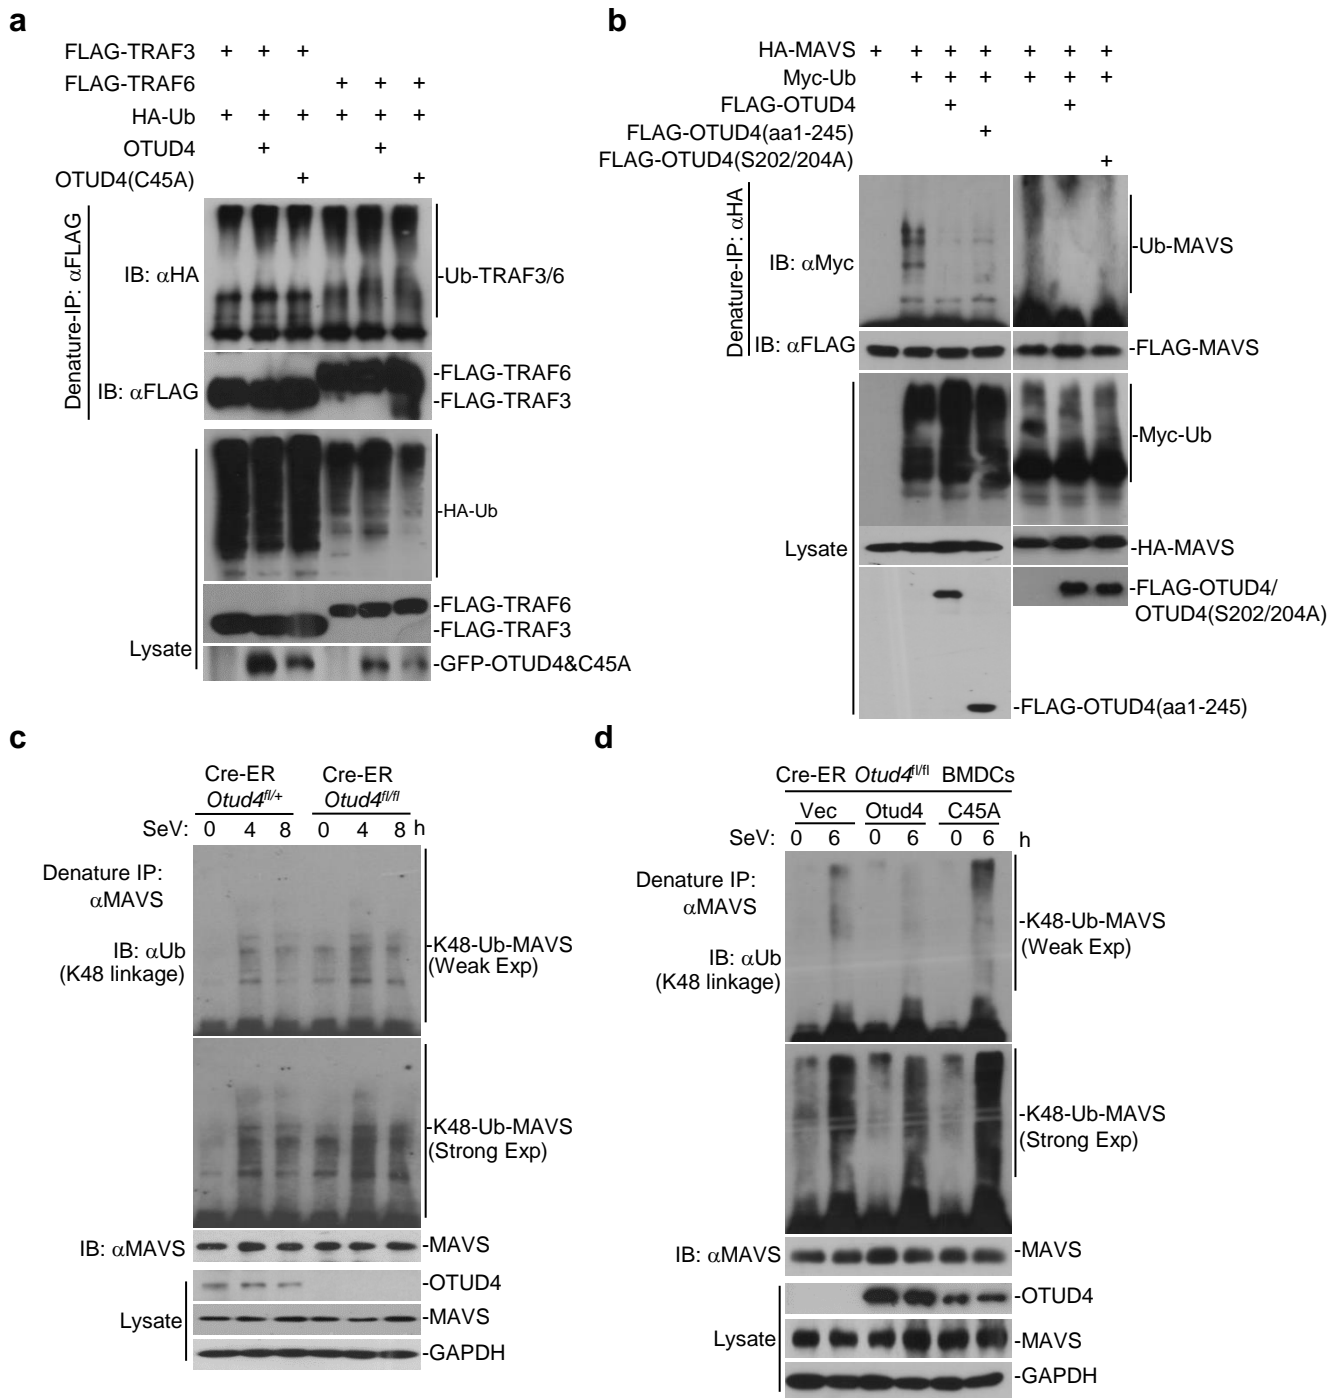 a
FLAG-TRAF3 + + +
FLAG-TRAF6 + + +
HA-Ub + + + + + +
OTUD4 + +
OTUD4(C45A) + +
Denature-IP: αFLAG
IB: αHA
-Ub-TRAF3/6
IB: αFLAG
-FLAG-TRAF6
-FLAG-TRAF3
-HA-Ub
-FLAG-TRAF6
-FLAG-TRAF3
Lysate
-GFP-OTUD4&C45A
b
HA-MAVS + + + + + + +
Myc-Ub + + + + + +
FLAG-OTUD4 + +
FLAG-OTUD4(aa1-245) +
FLAG-OTUD4(S202/204A) +
Denature-IP: αHA
IB: αMyc
-Ub-MAVS
IB: αFLAG
-FLAG-MAVS
-Myc-Ub
Lysate
-HA-MAVS
-FLAG-OTUD4/
OTUD4(S202/204A)
-FLAG-OTUD4(aa1-245)
c
Cre-ER Cre-ER
Otud4fl/+ Otud4fl/fl
SeV: 0 4 8 0 4 8 h
Denature IP:
αMAVS
IB: αUb
(K48 linkage)
-K48-Ub-MAVS
(Weak Exp)
-K48-Ub-MAVS
(Strong Exp)
IB: αMAVS
-MAVS
-OTUD4
Lysate
-MAVS
-GAPDH
d
Cre-ER Otud4fl/fl BMDCs
Vec Otud4 C45A
SeV: 0 6 0 6 0 6 h
Denature IP:
αMAVS
IB: αUb
(K48 linkage)
-K48-Ub-MAVS
(Weak Exp)
-K48-Ub-MAVS
(Strong Exp)
IB: αMAVS
-MAVS
-OTUD4
Lysate
-MAVS
-GAPDH